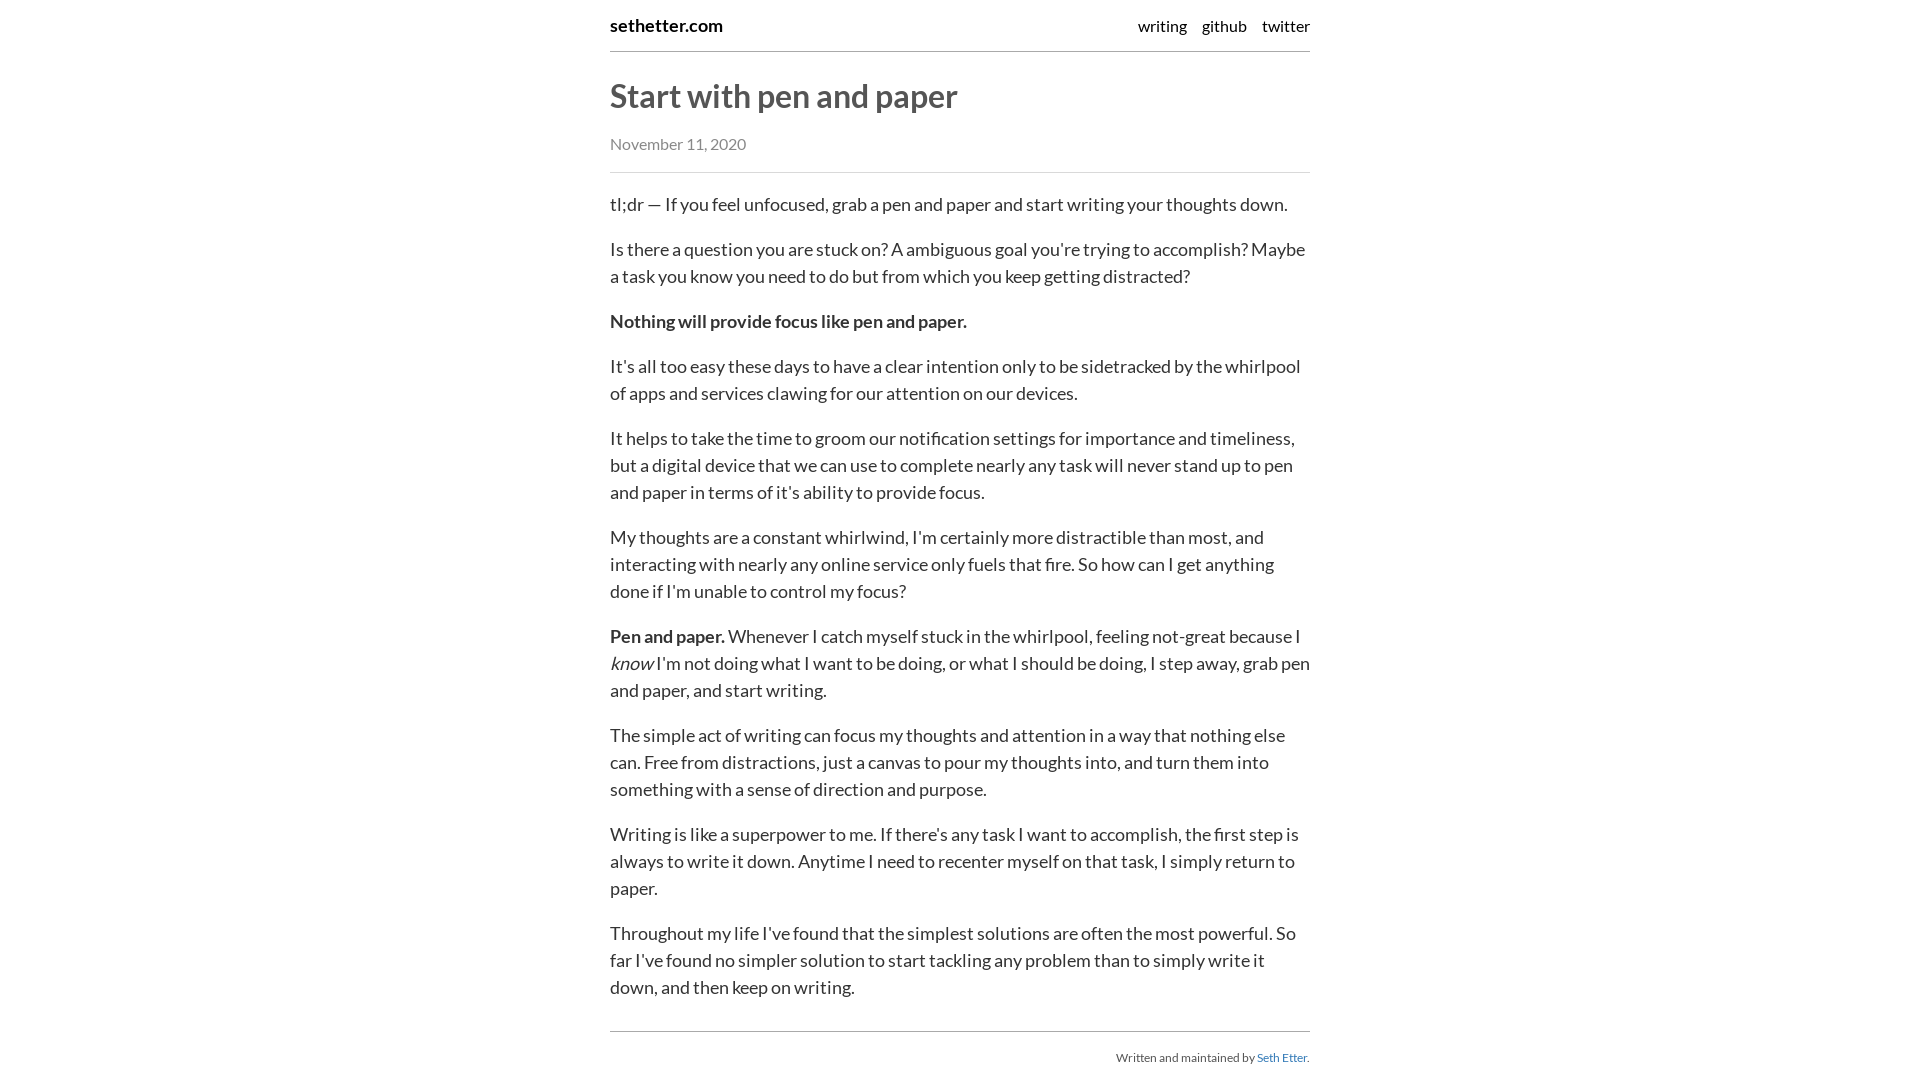 sethetter.com writing github twitter
Start with pen and paper
November 11, 2020
tl;dr — If you feel unfocused, grab a pen and paper and start writing your thoughts down.
Is there a question you are stuck on? A ambiguous goal you're trying to accomplish? Maybe
a task you know you need to do but from which you keep getting distracted?
Nothing will provide focus like pen and paper.
It's all too easy these days to have a clear intention only to be sidetracked by the whirlpool
of apps and services clawing for our attention on our devices.
It helps to take the time to groom our notification settings for importance and timeliness,
but a digital device that we can use to complete nearly any task will never stand up to pen
and paper in terms of it's ability to provide focus.
My thoughts are a constant whirlwind, I'm certainly more distractible than most, and
interacting with nearly any online service only fuels that fire. So how can I get anything
done if I'm unable to control my focus?
Pen and paper. Whenever I catch myself stuck in the whirlpool, feeling not-great because I
know I'm not doing what I want to be doing, or what I should be doing, I step away, grab pen
and paper, and start writing.
The simple act of writing can focus my thoughts and attention in a way that nothing else
can. Free from distractions, just a canvas to pour my thoughts into, and turn them into
something with a sense of direction and purpose.
Writing is like a superpower to me. If there's any task I want to accomplish, the first step is
always to write it down. Anytime I need to recenter myself on that task, I simply return to
paper.
Throughout my life I've found that the simplest solutions are often the most powerful. So
far I've found no simpler solution to start tackling any problem than to simply write it
down, and then keep on writing.
Written and maintained by Seth Etter.